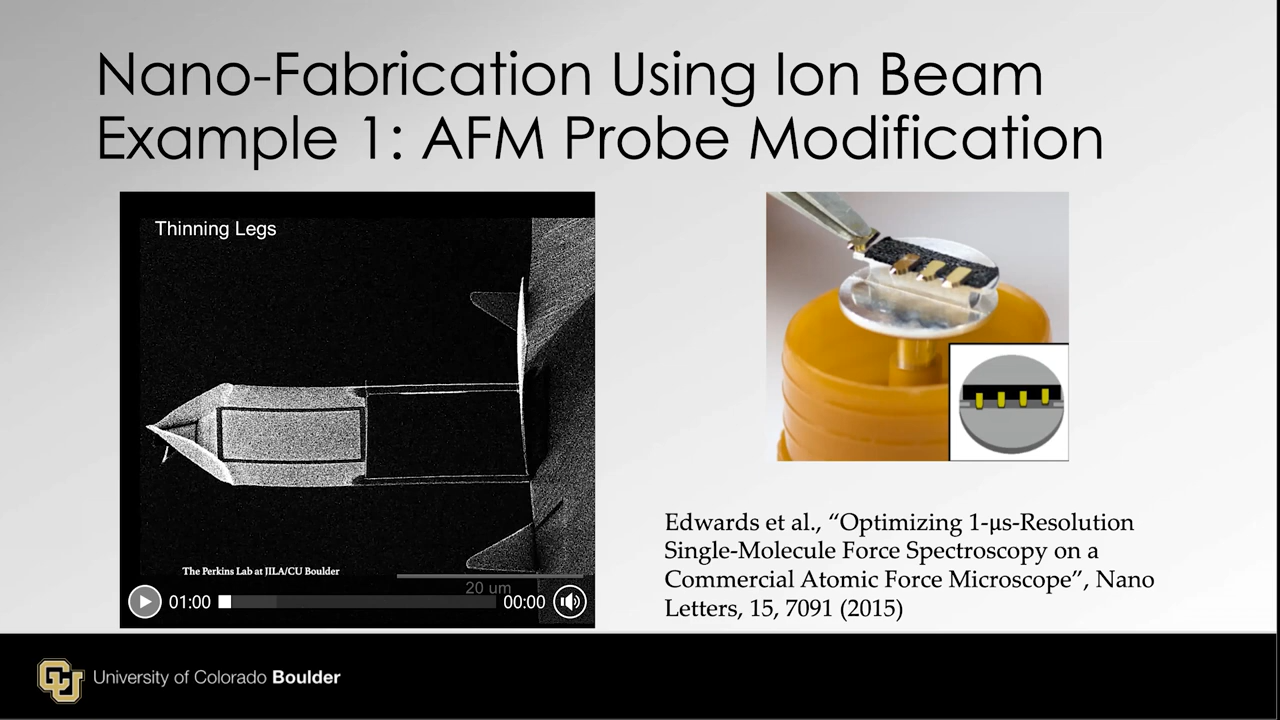 Nano-Fabrication Using Ion Beam
Example 1: AFM Probe Modification
Thinning Legs
The Perkins Lab at JILA/CU Boulder
20 um
01:00
00:00
Edwards et al., “Optimizing 1-µs-Resolution
Single-Molecule Force Spectroscopy on a
Commercial Atomic Force Microscope”, Nano
Letters, 15, 7091 (2015)
CU
University of Colorado Boulder